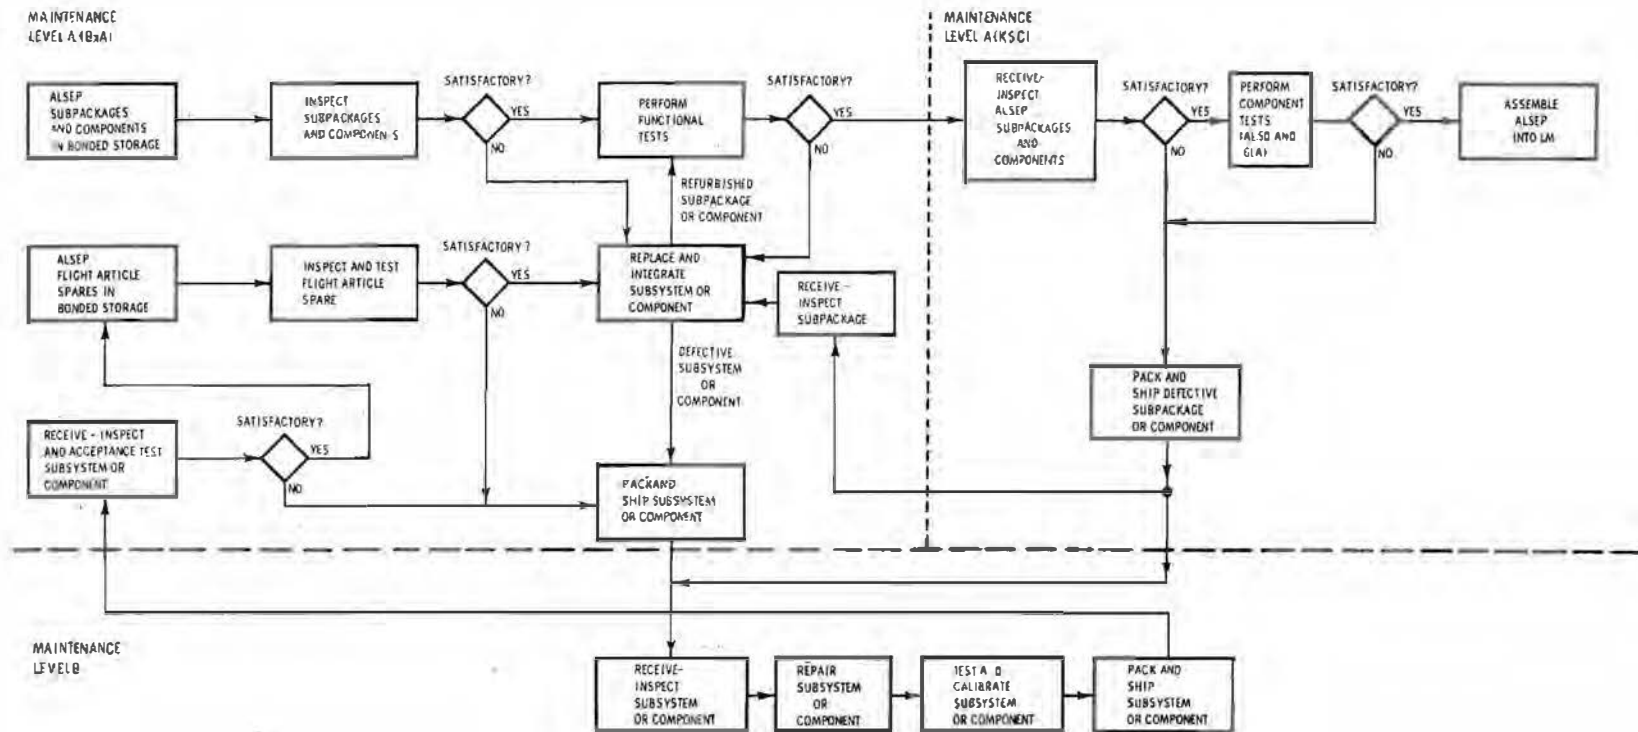 MAINTENANCE
LEVEL A (BxA)
MAINTENANCE
LEVEL A (KSC)
ALSEP
SUBPACKAGES
AND COMPONENTS
IN BONDED STORAGE
INSPECT
SUBPACKAGES
AND COMPONENTS
SATISFACTORY?
YES
NO
PERFORM
FUNCTIONAL
TESTS
SATISFACTORY?
YES
NO
RECEIVE-
INSPECT
ALSEP
SUBPACKAGES
AND
COMPONENTS
SATISFACTORY?
YES
NO
PERFORM
COMPONENT
TESTS
(ALSD AND
GLA)
SATISFACTORY?
YES
NO
ASSEMBLE
ALSEP
INTO LM
REFURBISHED
SUBPACKAGE
OR COMPONENT
ALSEP
FLIGHT ARTICLE
SPARES IN
BONDED STORAGE
INSPECT AND TEST
FLIGHT ARTICLE
SPARE
SATISFACTORY?
YES
NO
REPLACE AND
INTEGRATE
SUBSYSTEM OR
COMPONENT
RECEIVE -
INSPECT
SUBPACKAGE
DEFECTIVE
SUBSYSTEM
OR
COMPONENT
PACK AND
SHIP DEFECTIVE
SUBPACKAGE
OR COMPONENT
RECEIVE - INSPECT
AND ACCEPTANCE TEST
SUBSYSTEM OR
COMPONENT
SATISFACTORY?
YES
NO
PACK AND
SHIP SUBSYSTEM
OR COMPONENT
MAINTENANCE
LEVEL B
RECEIVE-
INSPECT
SUBSYSTEM
OR COMPONENT
REPAIR
SUBSYSTEM
OR
COMPONENT
TEST A D
CALIBRATE
SUBSYSTEM
OR COMPONENT
PACK AND
SHIP
SUBSYSTEM
OR COMPONENT